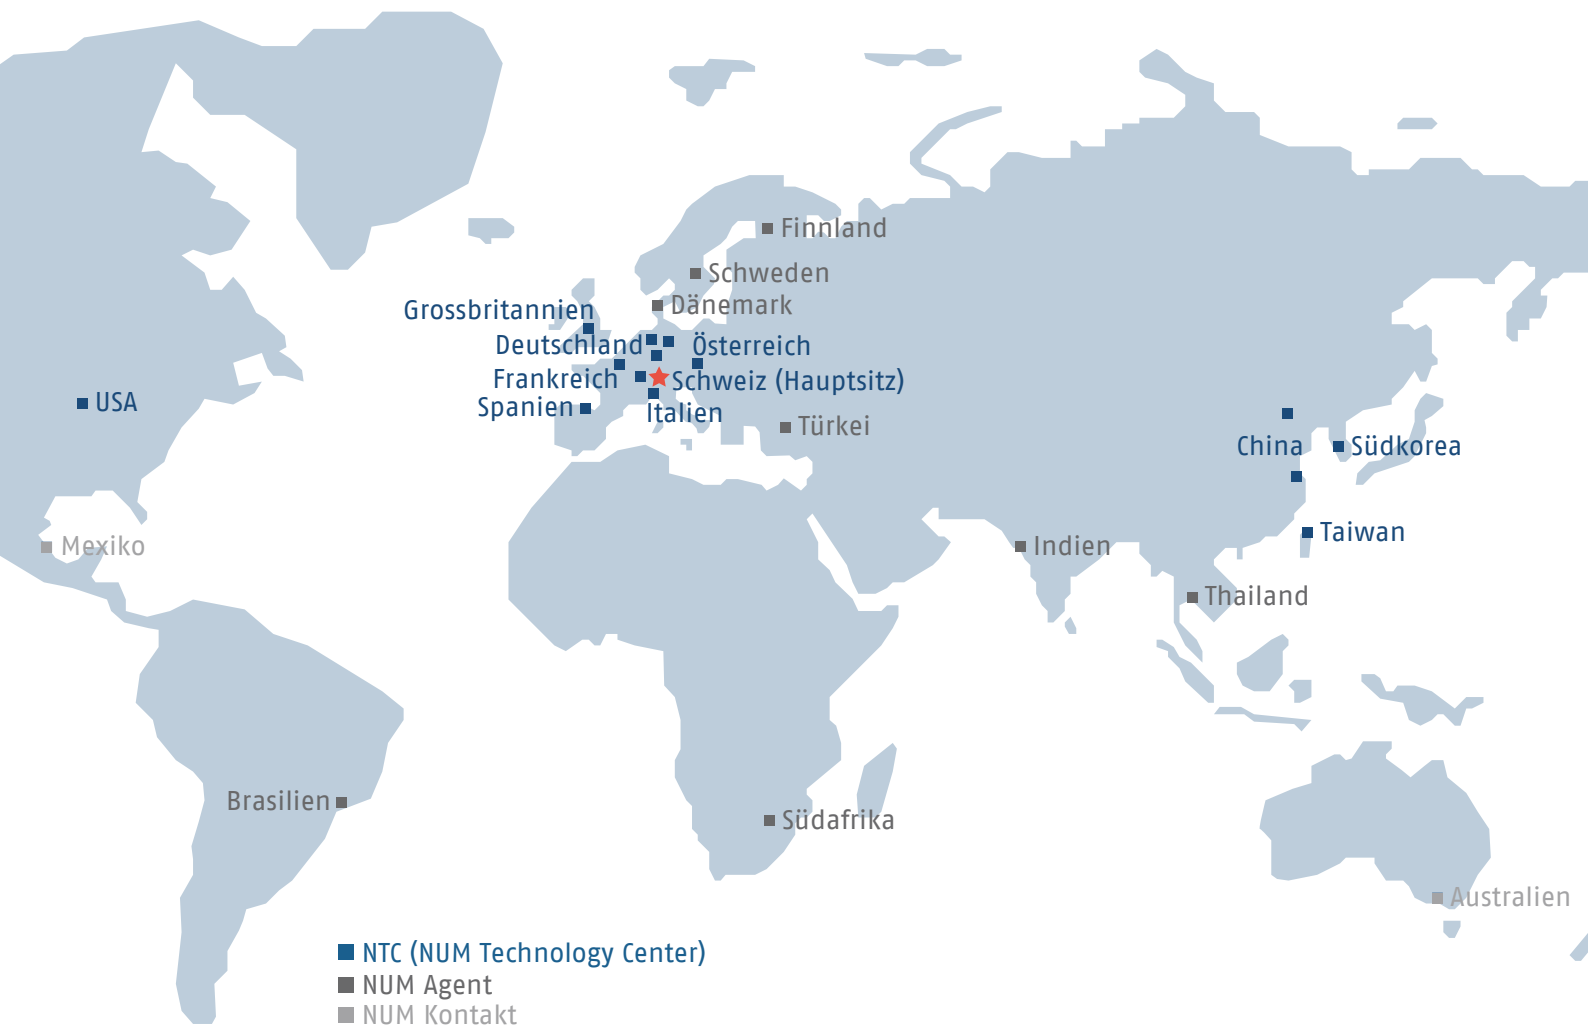 Finnland
Schweden
Dänemark
Grossbritannien
Deutschland
Österreich
Frankreich
Schweiz (Hauptsitz)
USA
Spanien
Italien
Türkei
China
Südkorea
Taiwan
Mexiko
Indien
Thailand
Brasilien
Südafrika
Australien
NTC (NUM Technology Center)
NUM Agent
NUM Kontakt